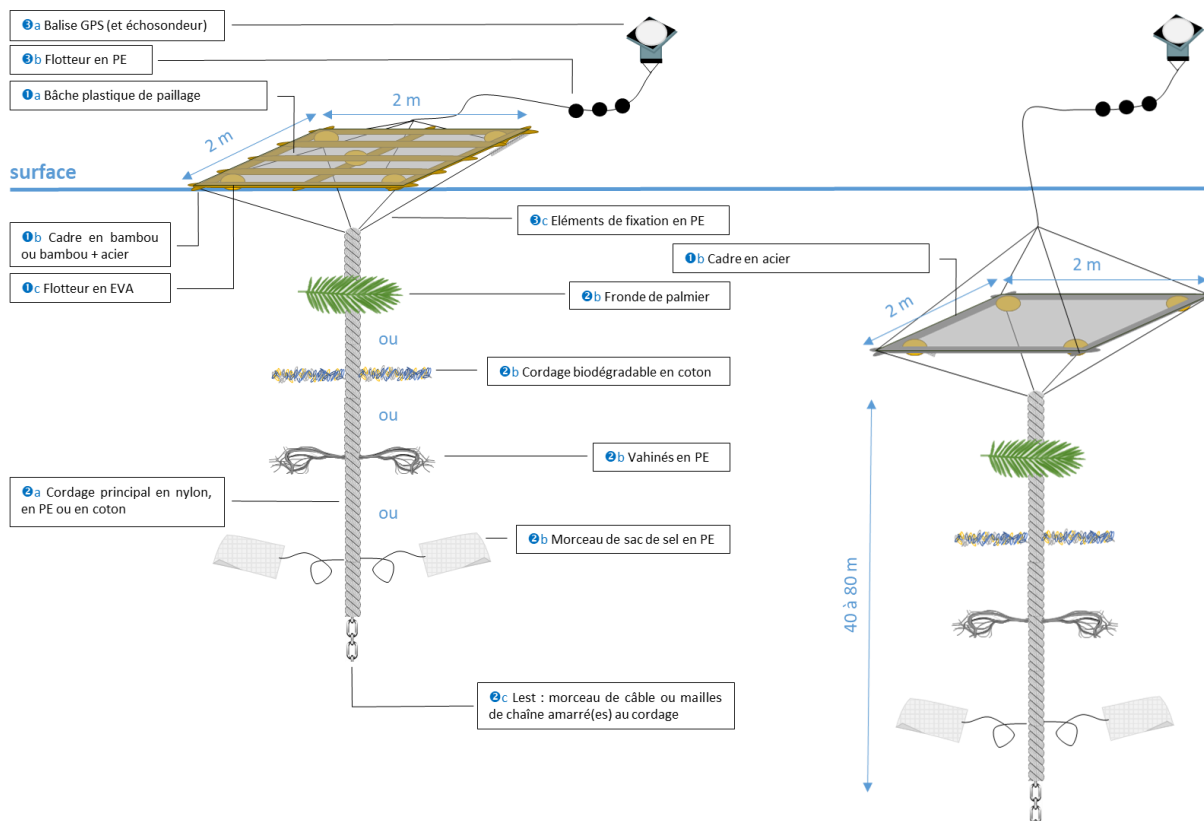 ❸a Balise GPS (et échosondeur)
❸b Flotteur en PE
❶a Bâche plastique de paillage
2 m
2 m
surface
❸c Eléments de fixation en PE
❶b Cadre en bambou
ou bambou + acier
❶b Cadre en acier
2 m
2 m
❶c Flotteur en EVA
❷b Fronde de palmier
ou
❷b Cordage biodégradable en coton
ou
❷b Vahinés en PE
❷a Cordage principal en nylon,
en PE ou en coton
ou
❷b Morceau de sac de sel en PE
40 à 80 m
❷c Lest : morceau de câble ou mailles
de chaîne amarré(es) au cordage